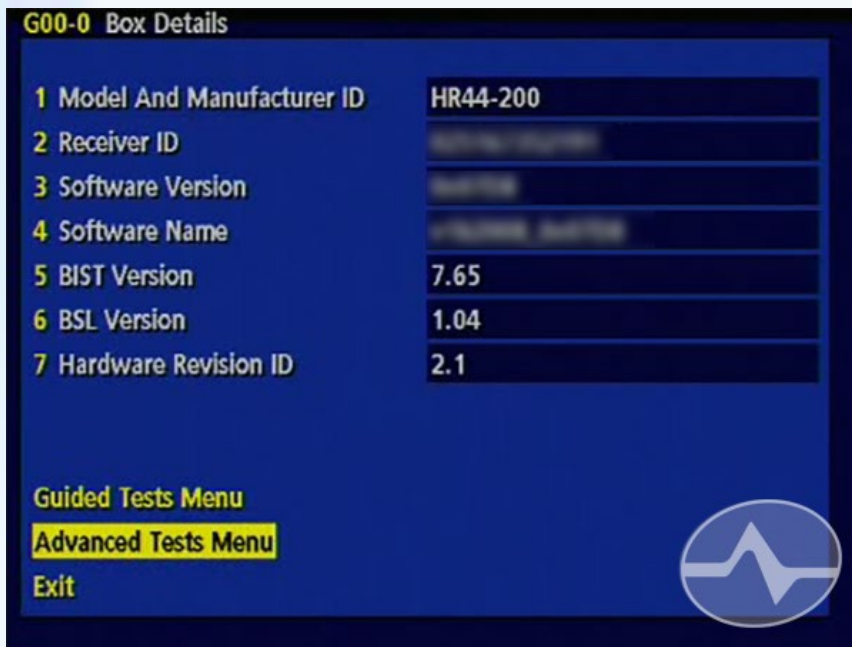 G00-0 Box Details
1 Model And Manufacturer ID HR44-200
2 Receiver ID
3 Software Version
4 Software Name
5 BIST Version 7.65
6 BSL Version 1.04
7 Hardware Revision ID 2.1
Guided Tests Menu
Advanced Tests Menu
Exit